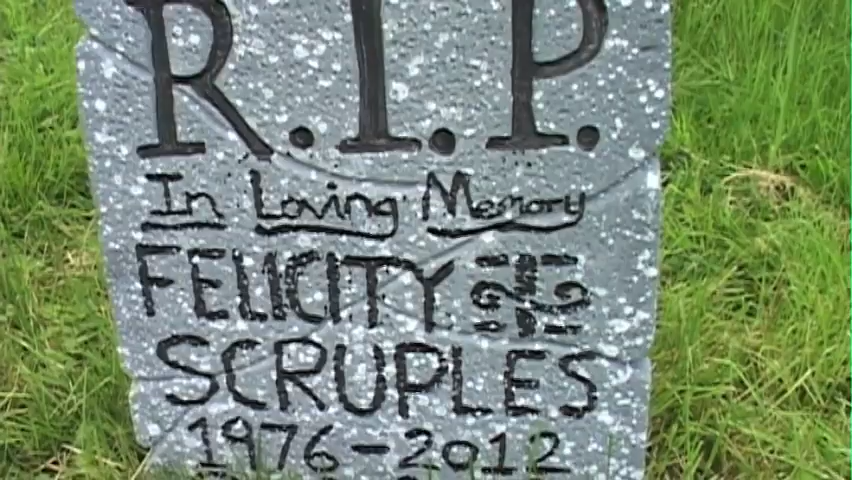 R.I.P.
In Loving Memory
FELICITY
SCRUPLES
1976-2012